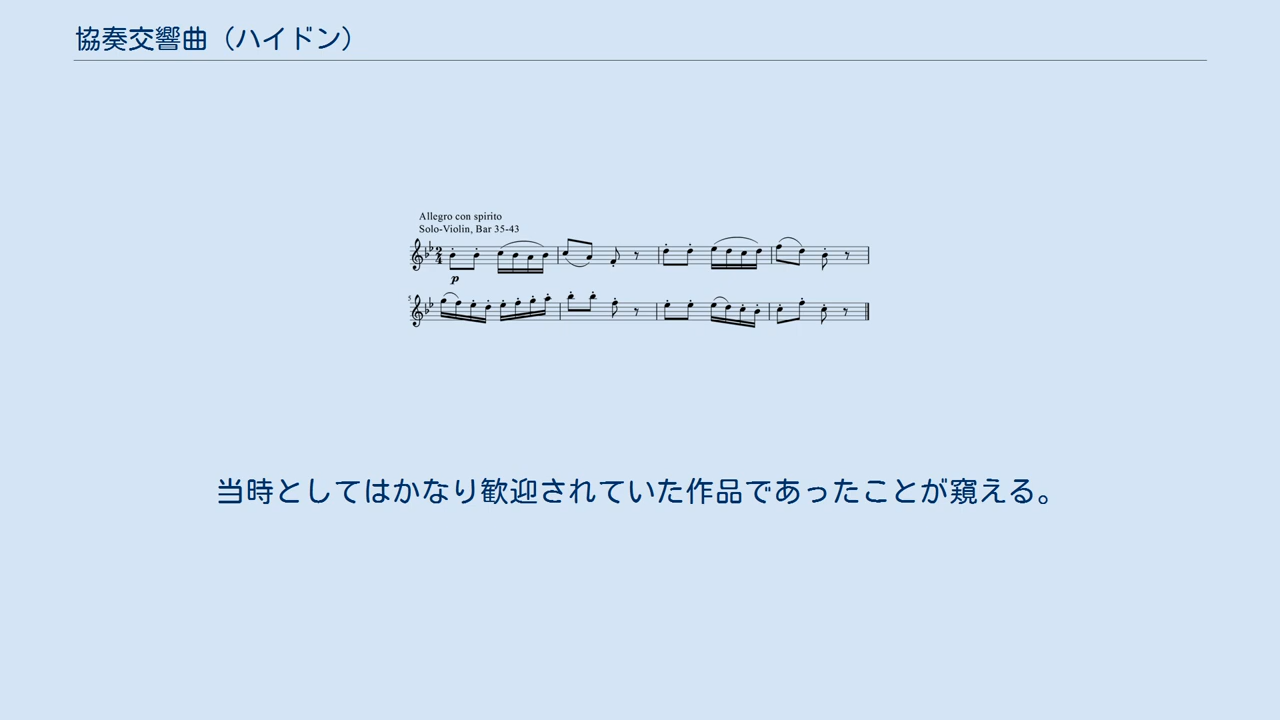 協奏交響曲（ハイドン）
Allegro con spirito
Solo-Violin, Bar 35-43
p
5
当時としてはかなり歓迎されていた作品であったことが窺える。